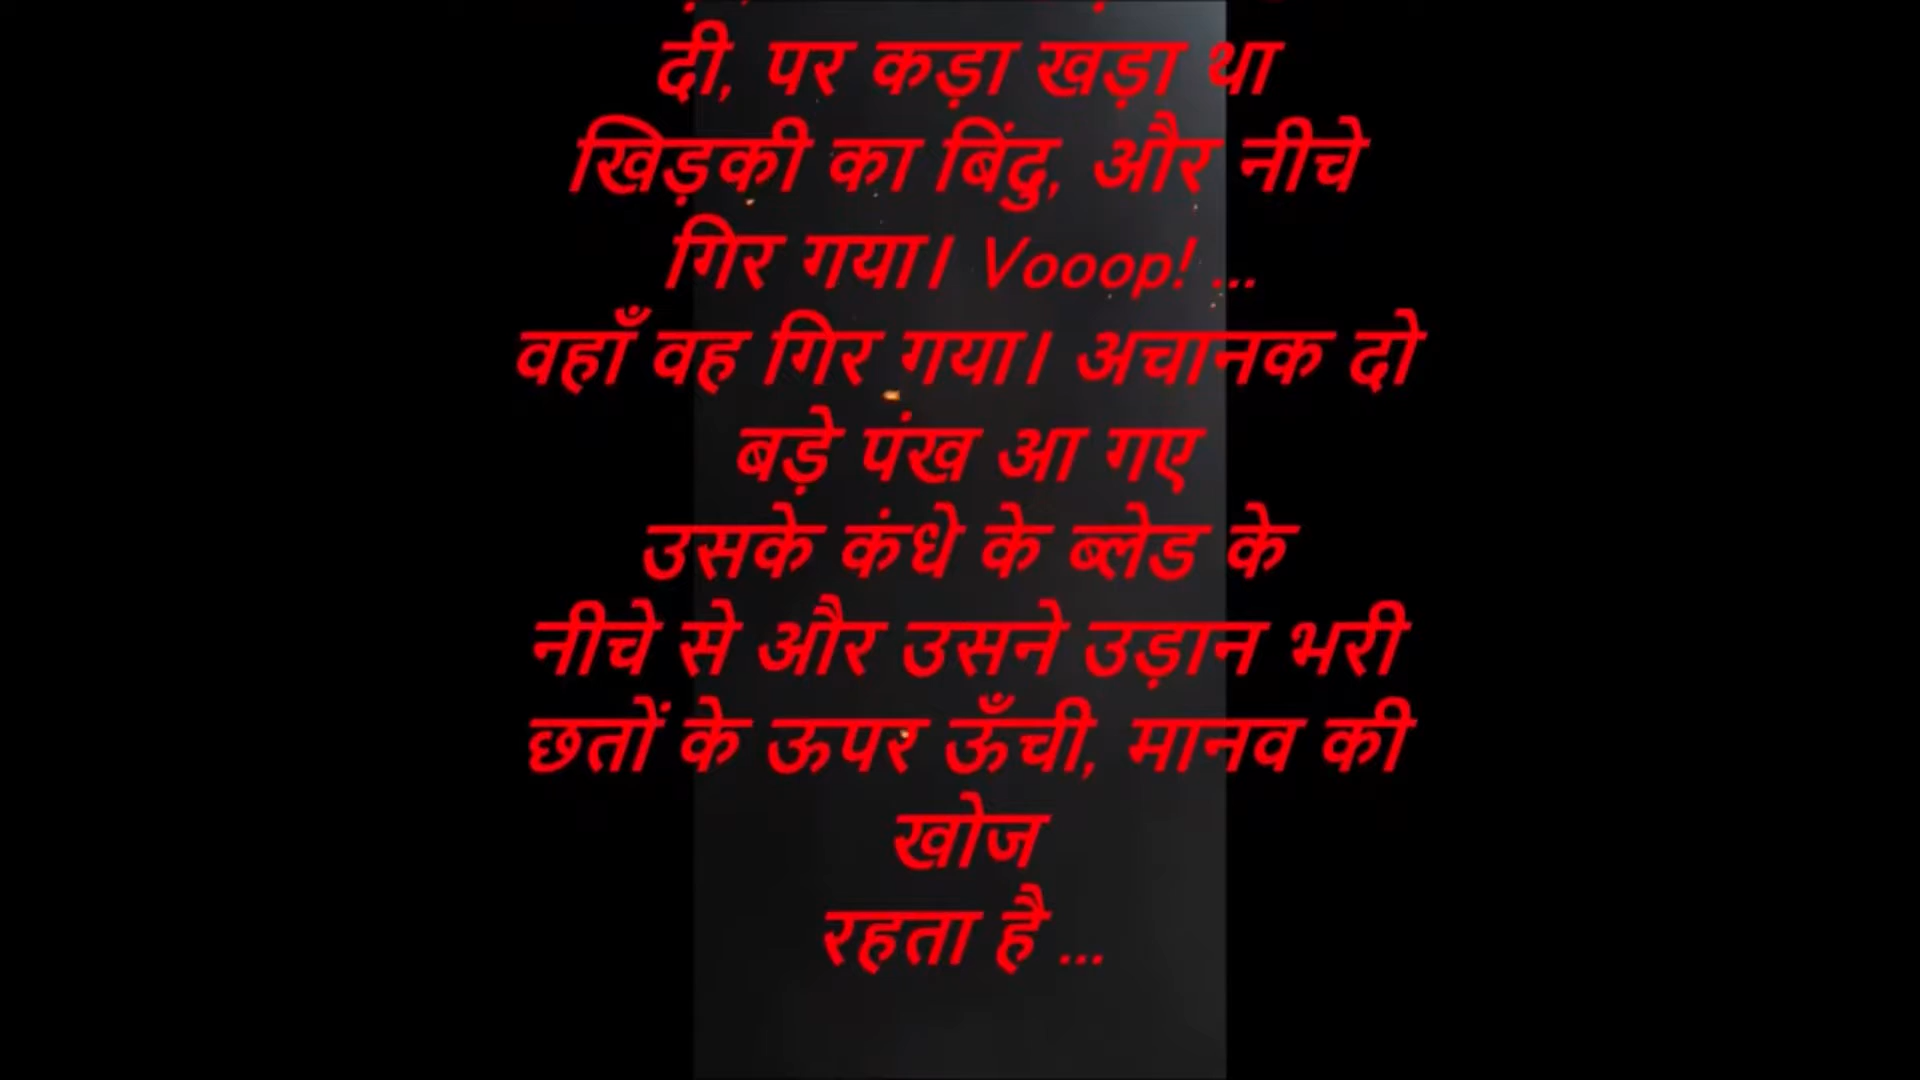 दी, पर कड़ा खड़ा था
खिड़की का बिंदु, और नीचे
गिर गया। Vooop! ...
वहाँ वह गिर गया। अचानक दो
बड़े पंख आ गए
उसके कंधे के ब्लेड के
नीचे से और उसने उड़ान भरी
छतों के ऊपर ऊँची, मानव की
खोज
रहता है ...